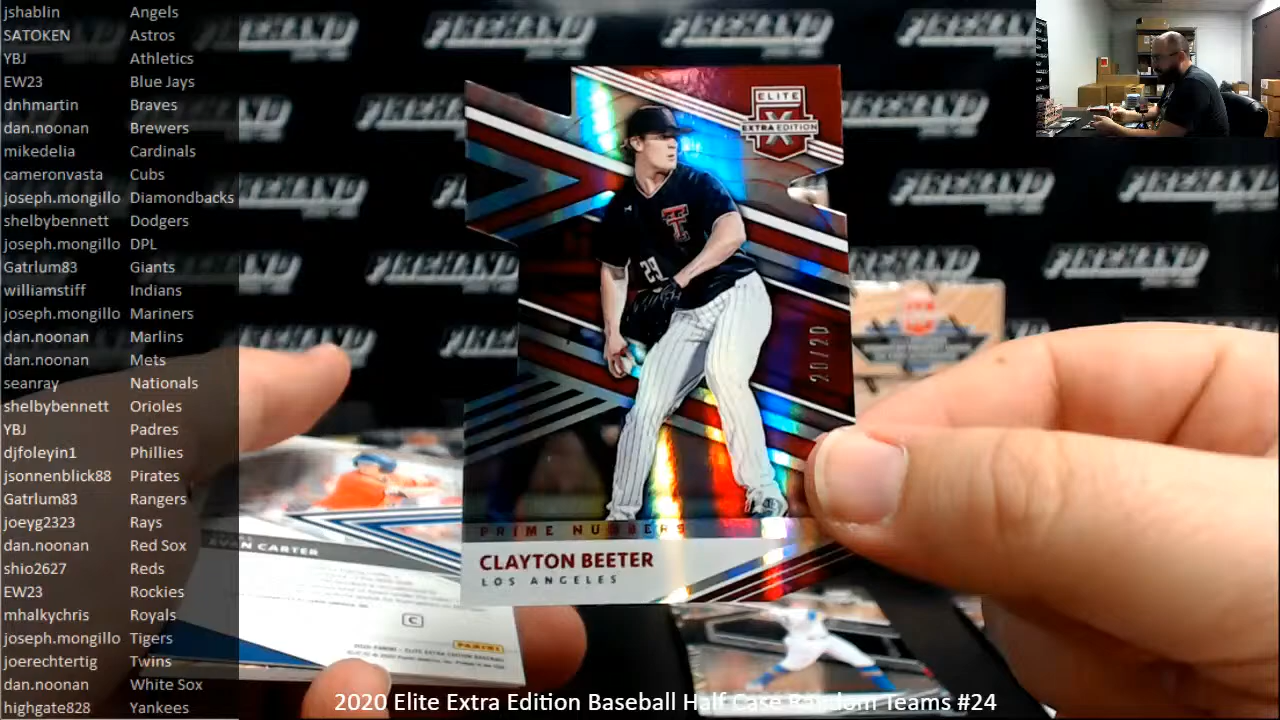 jshablin Angels
SATOKEN Astros
YBJ Athletics
EW23 Blue Jays
dnhmartin Braves
dan.noonan Brewers
mikedelia Cardinals
cameronvasta Cubs
joseph.mongillo Diamondbacks
shelbybennett Dodgers
joseph.mongillo DPL
Gatrlum83 Giants
williamstiff Indians
joseph.mongillo Mariners
dan.noonan Marlins
dan.noonan Mets
seanray Nationals
shelbybennett Orioles
YBJ Padres
djfoleyin1 Phillies
jsonnenblick88 Pirates
Gatrlum83 Rangers
joeyg2323 Rays
dan.noonan Red Sox
shio2627 Reds
EW23 Rockies
mhalkychris Royals
joseph.mongillo Tigers
joerechtertig Twins
dan.noonan White Sox
highgate828 Yankees
FIREHAND
ELITE
X
EXTRA EDITION
T
23
20/20
PRIME NUMBERS
CLAYTON BEETER
LOS ANGELES
EVAN CARTER
C
PANINI
2020 Elite Extra Edition Baseball Half Case Random Teams #24